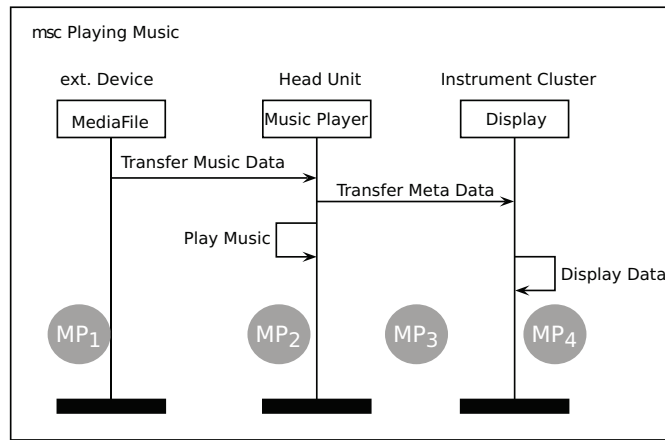 msc Playing Music
ext. Device
Head Unit
Instrument Cluster
MediaFile
Music Player
Display
Transfer Music Data
Transfer Meta Data
Play Music
Display Data
MP1
MP2
MP3
MP4